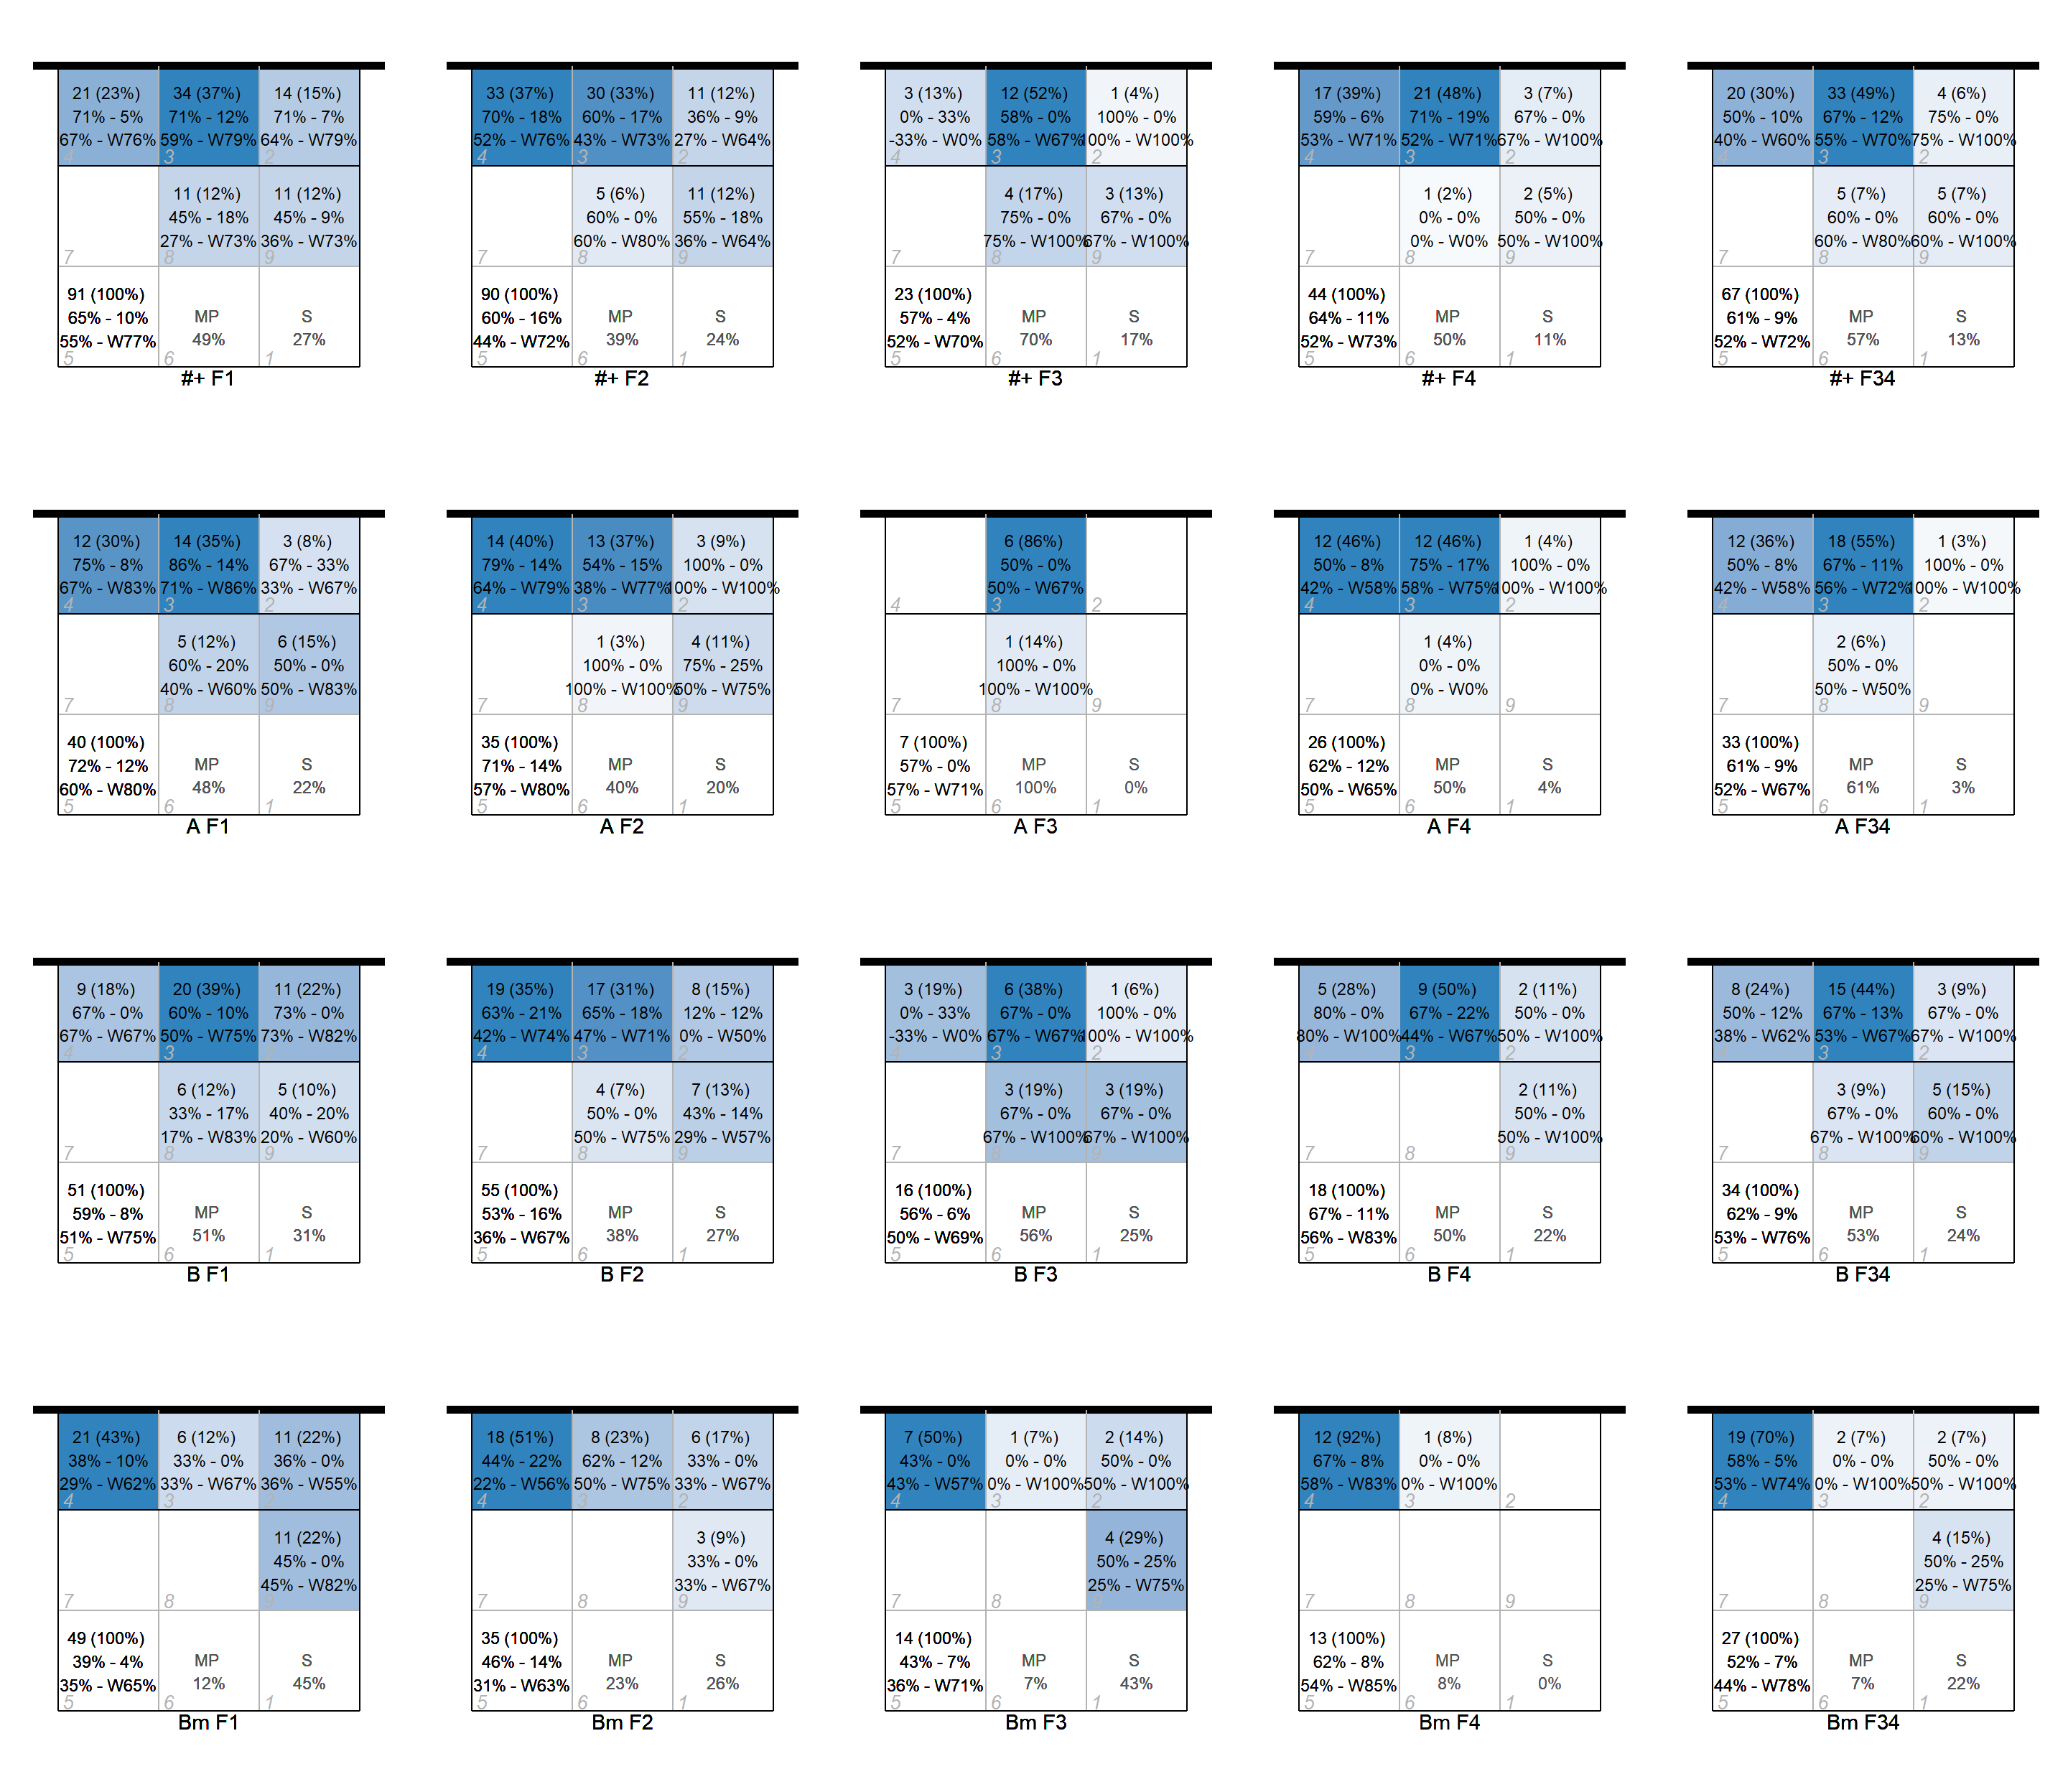 21 (23%)
71% - 5%
67% - W76%
4
34 (37%)
71% - 12%
59% - W79%
3
14 (15%)
71% - 7%
64% - W79%
2
7
11 (12%)
45% - 18%
27% - W73%
8
11 (12%)
45% - 9%
36% - W73%
9
91 (100%)
65% - 10%
55% - W77%
5
MP
49%
6
S
27%
1
#+ F1
33 (37%)
70% - 18%
52% - W76%
4
30 (33%)
60% - 17%
43% - W73%
3
11 (12%)
36% - 9%
27% - W64%
2
7
5 (6%)
60% - 0%
60% - W80%
8
11 (12%)
55% - 18%
36% - W64%
9
90 (100%)
60% - 16%
44% - W72%
5
MP
39%
6
S
24%
1
#+ F2
3 (13%)
0% - 33%
-33% - W0%
4
12 (52%)
58% - 0%
58% - W67%
3
1 (4%)
100% - 0%
100% - W100%
2
7
4 (17%)
75% - 0%
75% - W100%
8
3 (13%)
67% - 0%
67% - W100%
9
23 (100%)
57% - 4%
52% - W70%
5
MP
70%
6
S
17%
1
#+ F3
17 (39%)
59% - 6%
53% - W71%
4
21 (48%)
71% - 19%
52% - W71%
3
3 (7%)
67% - 0%
67% - W100%
2
7
1 (2%)
0% - 0%
0% - W0%
8
2 (5%)
50% - 0%
50% - W100%
9
44 (100%)
64% - 11%
52% - W73%
5
MP
50%
6
S
11%
1
#+ F4
20 (30%)
50% - 10%
40% - W60%
4
33 (49%)
67% - 12%
55% - W70%
3
4 (6%)
75% - 0%
75% - W100%
2
7
5 (7%)
60% - 0%
60% - W80%
8
5 (7%)
60% - 0%
60% - W100%
9
67 (100%)
61% - 9%
52% - W72%
5
MP
57%
6
S
13%
1
#+ F34
12 (30%)
75% - 8%
67% - W83%
4
14 (35%)
86% - 14%
71% - W86%
3
3 (8%)
67% - 33%
33% - W67%
2
7
5 (12%)
60% - 20%
40% - W60%
8
6 (15%)
50% - 0%
50% - W83%
9
40 (100%)
72% - 12%
60% - W80%
5
MP
48%
6
S
22%
1
A F1
14 (40%)
79% - 14%
64% - W79%
4
13 (37%)
54% - 15%
38% - W77%
3
3 (9%)
100% - 0%
100% - W100%
2
7
1 (3%)
100% - 0%
100% - W100%
8
4 (11%)
75% - 25%
50% - W75%
9
35 (100%)
71% - 14%
57% - W80%
5
MP
40%
6
S
20%
1
A F2
4
6 (86%)
50% - 0%
50% - W67%
3
2
7
1 (14%)
100% - 0%
100% - W100%
8
9
7 (100%)
57% - 0%
57% - W71%
5
MP
100%
6
S
0%
1
A F3
12 (46%)
50% - 8%
42% - W58%
4
12 (46%)
75% - 17%
58% - W75%
3
1 (4%)
100% - 0%
100% - W100%
2
7
1 (4%)
0% - 0%
0% - W0%
8
9
26 (100%)
62% - 12%
50% - W65%
5
MP
50%
6
S
4%
1
A F4
12 (36%)
50% - 8%
42% - W58%
4
18 (55%)
67% - 11%
56% - W72%
3
1 (3%)
100% - 0%
100% - W100%
2
7
2 (6%)
50% - 0%
50% - W50%
8
9
33 (100%)
61% - 9%
52% - W67%
5
MP
61%
6
S
3%
1
A F34
9 (18%)
67% - 0%
67% - W67%
4
20 (39%)
60% - 10%
50% - W75%
3
11 (22%)
73% - 0%
73% - W82%
2
7
6 (12%)
33% - 17%
17% - W83%
8
5 (10%)
40% - 20%
20% - W60%
9
51 (100%)
59% - 8%
51% - W75%
5
MP
51%
6
S
31%
1
B F1
19 (35%)
63% - 21%
42% - W74%
4
17 (31%)
65% - 18%
47% - W71%
3
8 (15%)
12% - 12%
0% - W50%
2
7
4 (7%)
50% - 0%
50% - W75%
8
7 (13%)
43% - 14%
29% - W57%
9
55 (100%)
53% - 16%
36% - W67%
5
MP
38%
6
S
27%
1
B F2
3 (19%)
0% - 33%
-33% - W0%
4
6 (38%)
67% - 0%
67% - W67%
3
1 (6%)
100% - 0%
100% - W100%
2
7
3 (19%)
67% - 0%
67% - W100%
8
3 (19%)
67% - 0%
67% - W100%
9
16 (100%)
56% - 6%
50% - W69%
5
MP
56%
6
S
25%
1
B F3
5 (28%)
80% - 0%
80% - W100%
4
9 (50%)
67% - 22%
44% - W67%
3
2 (11%)
50% - 0%
50% - W100%
2
7
8
2 (11%)
50% - 0%
50% - W100%
9
18 (100%)
67% - 11%
56% - W83%
5
MP
50%
6
S
22%
1
B F4
8 (24%)
50% - 12%
38% - W62%
4
15 (44%)
67% - 13%
53% - W67%
3
3 (9%)
67% - 0%
67% - W100%
2
7
3 (9%)
67% - 0%
67% - W100%
8
5 (15%)
60% - 0%
60% - W100%
9
34 (100%)
62% - 9%
53% - W76%
5
MP
53%
6
S
24%
1
B F34
21 (43%)
38% - 10%
29% - W62%
4
6 (12%)
33% - 0%
33% - W67%
3
11 (22%)
36% - 0%
36% - W55%
2
7
8
11 (22%)
45% - 0%
45% - W82%
9
49 (100%)
39% - 4%
35% - W65%
5
MP
12%
6
S
45%
1
Bm F1
18 (51%)
44% - 22%
22% - W56%
4
8 (23%)
62% - 12%
50% - W75%
3
6 (17%)
33% - 0%
33% - W67%
2
7
8
3 (9%)
33% - 0%
33% - W67%
9
35 (100%)
46% - 14%
31% - W63%
5
MP
23%
6
S
26%
1
Bm F2
7 (50%)
43% - 0%
43% - W57%
4
1 (7%)
0% - 0%
0% - W100%
3
2 (14%)
50% - 0%
50% - W100%
2
7
8
4 (29%)
50% - 25%
25% - W75%
9
14 (100%)
43% - 7%
36% - W71%
5
MP
7%
6
S
43%
1
Bm F3
12 (92%)
67% - 8%
58% - W83%
4
1 (8%)
0% - 0%
0% - W100%
3
2
7
8
9
13 (100%)
62% - 8%
54% - W85%
5
MP
8%
6
S
0%
1
Bm F4
19 (70%)
58% - 5%
53% - W74%
4
2 (7%)
0% - 0%
0% - W100%
3
2 (7%)
50% - 0%
50% - W100%
2
7
8
4 (15%)
50% - 25%
25% - W75%
9
27 (100%)
52% - 7%
44% - W78%
5
MP
7%
6
S
22%
1
Bm F34